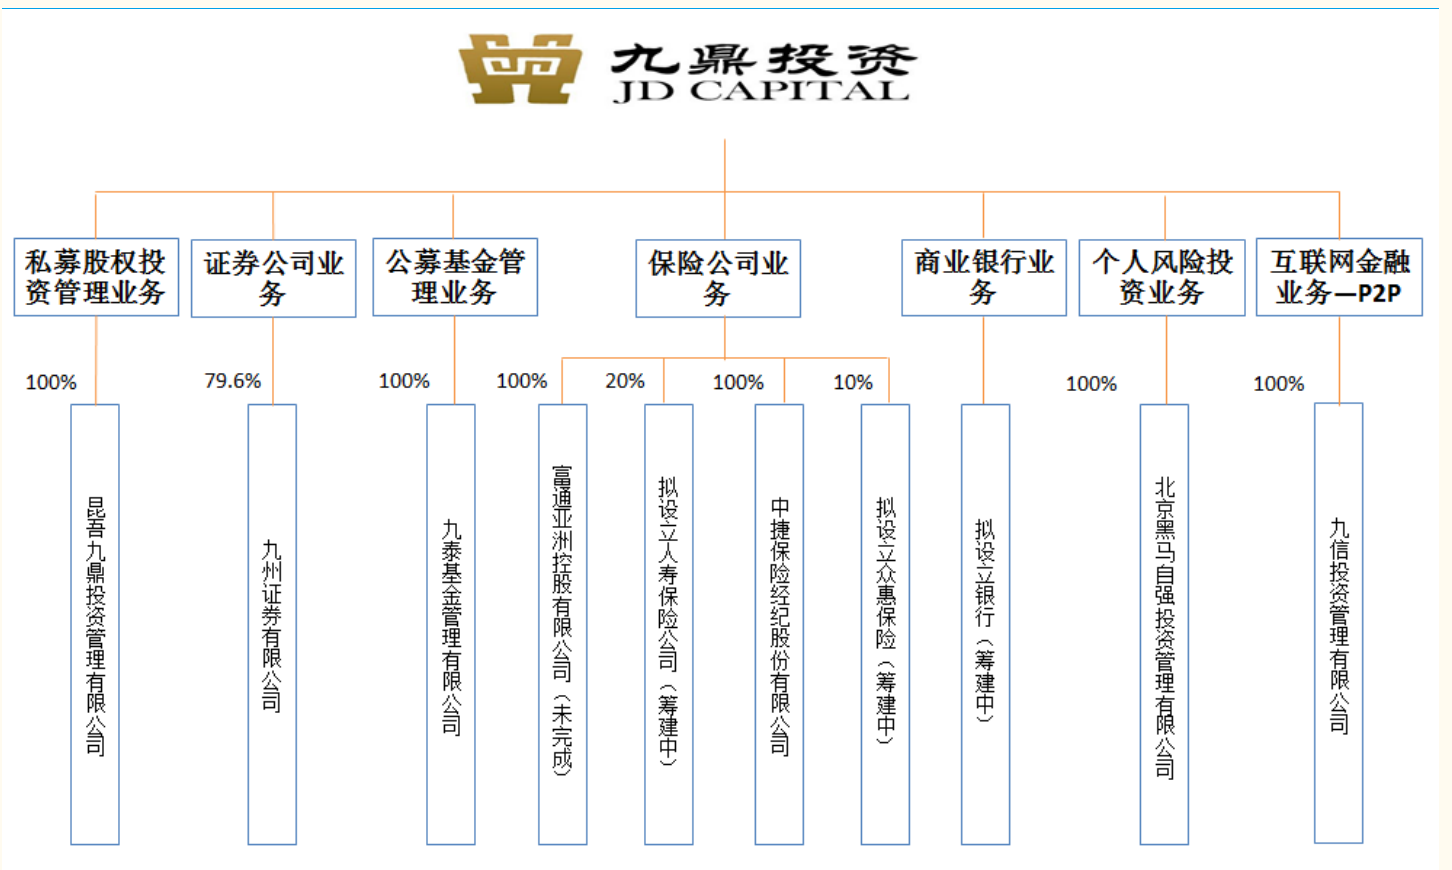 九鼎投资
JD CAPITAL
私募股权投
资管理业务
证券公司业
务
公募基金管
理业务
保险公司业
务
商业银行业
务
个人风险投
资业务
互联网金融
业务—P2P
100%
79.6%
100%
100%
20%
100%
10%
100%
100%
昆吾九鼎投资管理有限公司
九州证券有限公司
九泰基金管理有限公司
富通亚洲控股有限公司（未完成）
拟设立人寿保险公司（筹建中）
中捷保险经纪股份有限公司
拟设立众惠保险（筹建中）
拟设立银行（筹建中）
北京黑马自强投资管理有限公司
九信投资管理有限公司